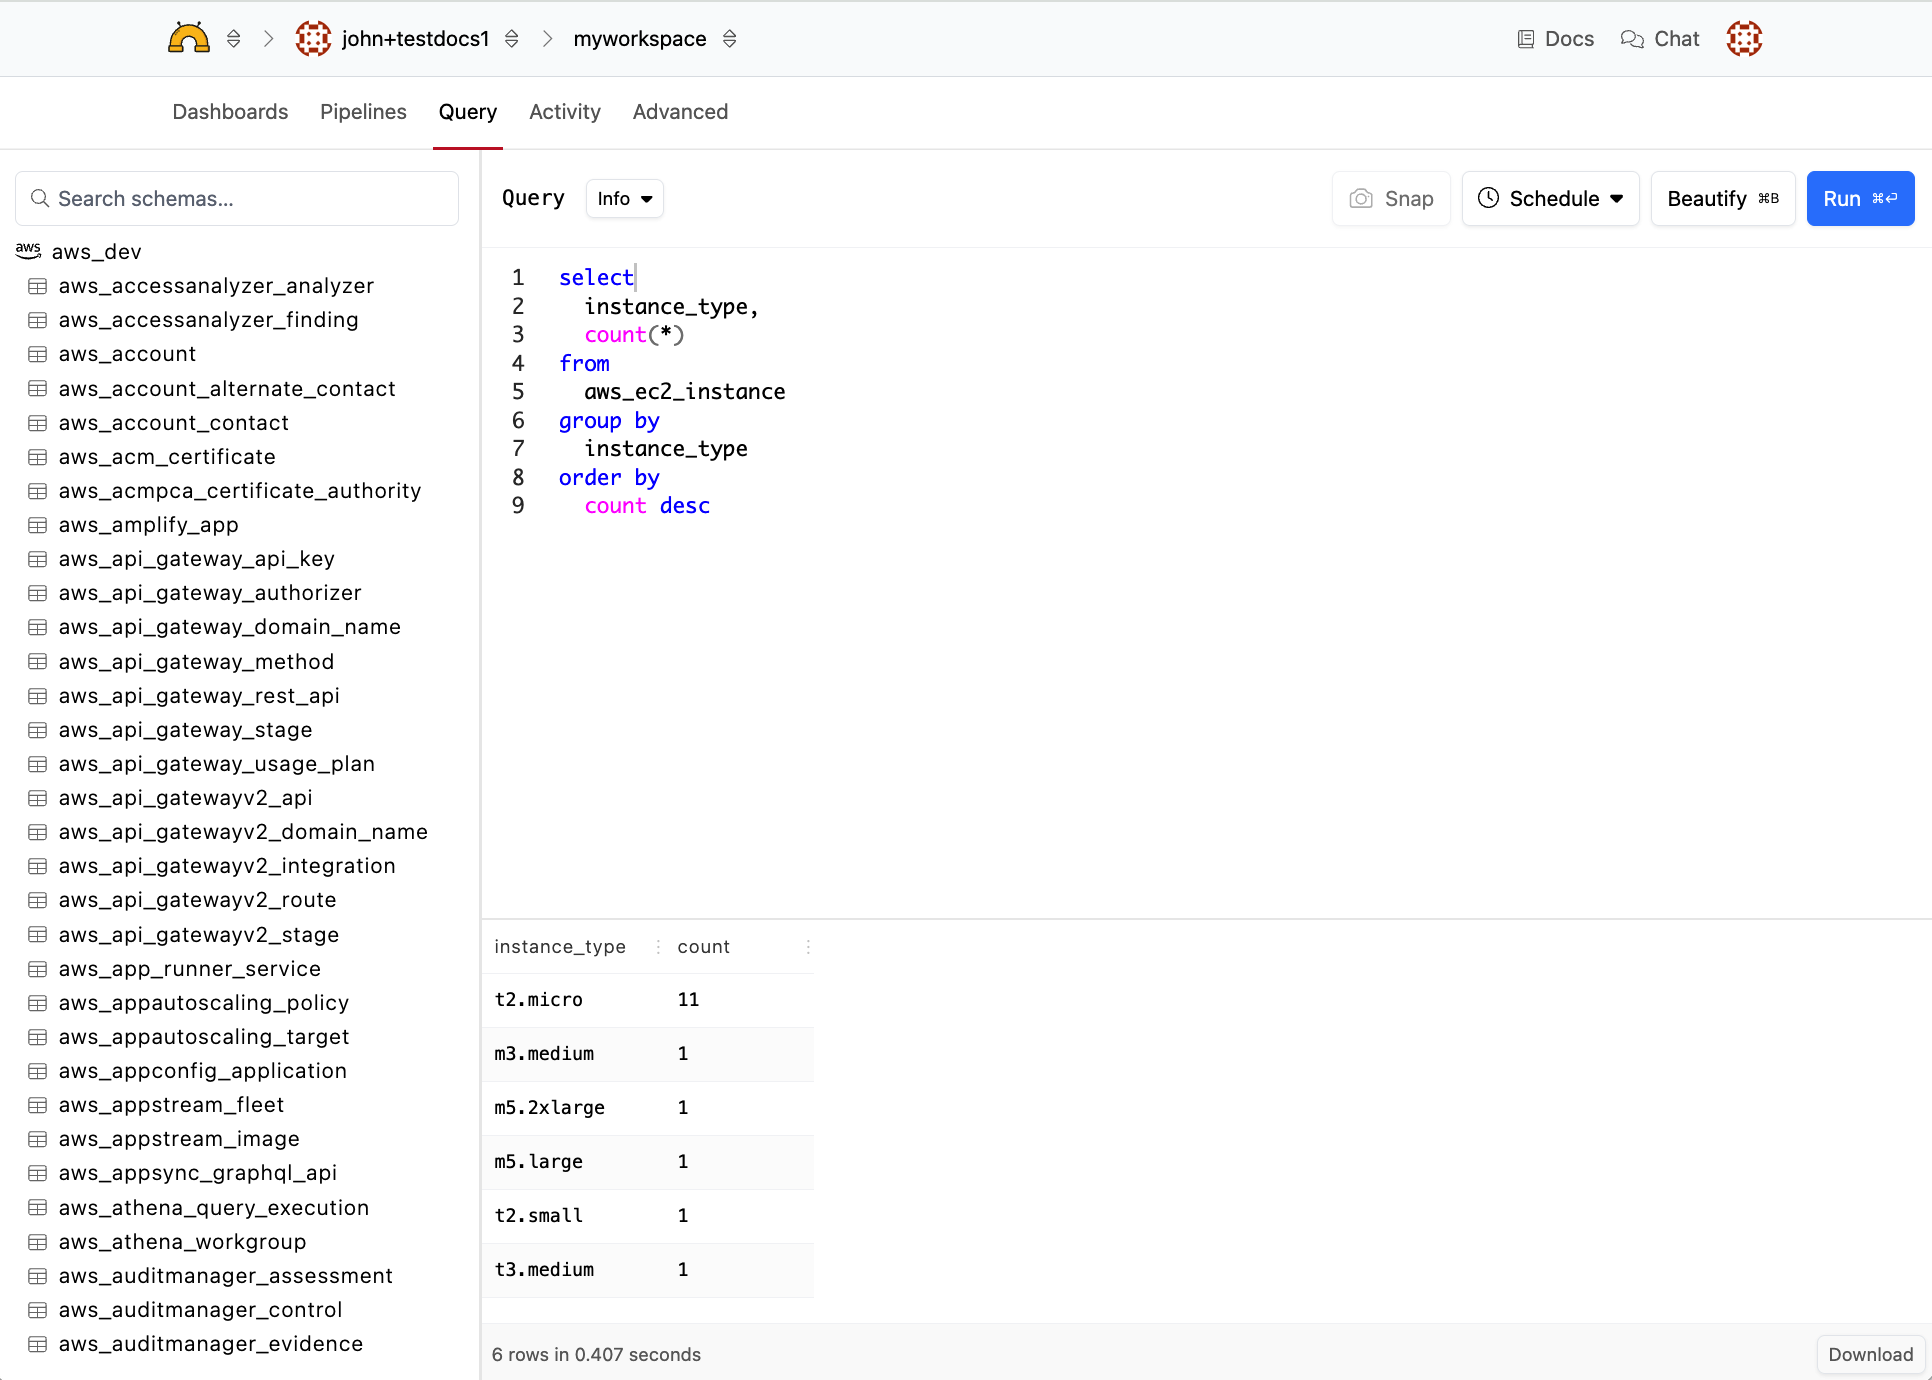 john+testdocs1
myworkspace
Docs
Chat
Dashboards
Pipelines
Query
Activity
Advanced
Search schemas...
aws aws_dev
aws_accessanalyzer_analyzer
aws_accessanalyzer_finding
aws_account
aws_account_alternate_contact
aws_account_contact
aws_acm_certificate
aws_acmpca_certificate_authority
aws_amplify_app
aws_api_gateway_api_key
aws_api_gateway_authorizer
aws_api_gateway_domain_name
aws_api_gateway_method
aws_api_gateway_rest_api
aws_api_gateway_stage
aws_api_gateway_usage_plan
aws_api_gatewayv2_api
aws_api_gatewayv2_domain_name
aws_api_gatewayv2_integration
aws_api_gatewayv2_route
aws_api_gatewayv2_stage
aws_app_runner_service
aws_appautoscaling_policy
aws_appautoscaling_target
aws_appconfig_application
aws_appstream_fleet
aws_appstream_image
aws_appsync_graphql_api
aws_athena_query_execution
aws_athena_workgroup
aws_auditmanager_assessment
aws_auditmanager_control
aws_auditmanager_evidence
Query
Info
Snap
Schedule
Beautify ⌘B
Run ⌘↵
1 select
2 instance_type,
3 count(*)
4 from
5 aws_ec2_instance
6 group by
7 instance_type
8 order by
9 count desc
instance_type count
t2.micro 11
m3.medium 1
m5.2xlarge 1
m5.large 1
t2.small 1
t3.medium 1
6 rows in 0.407 seconds
Download